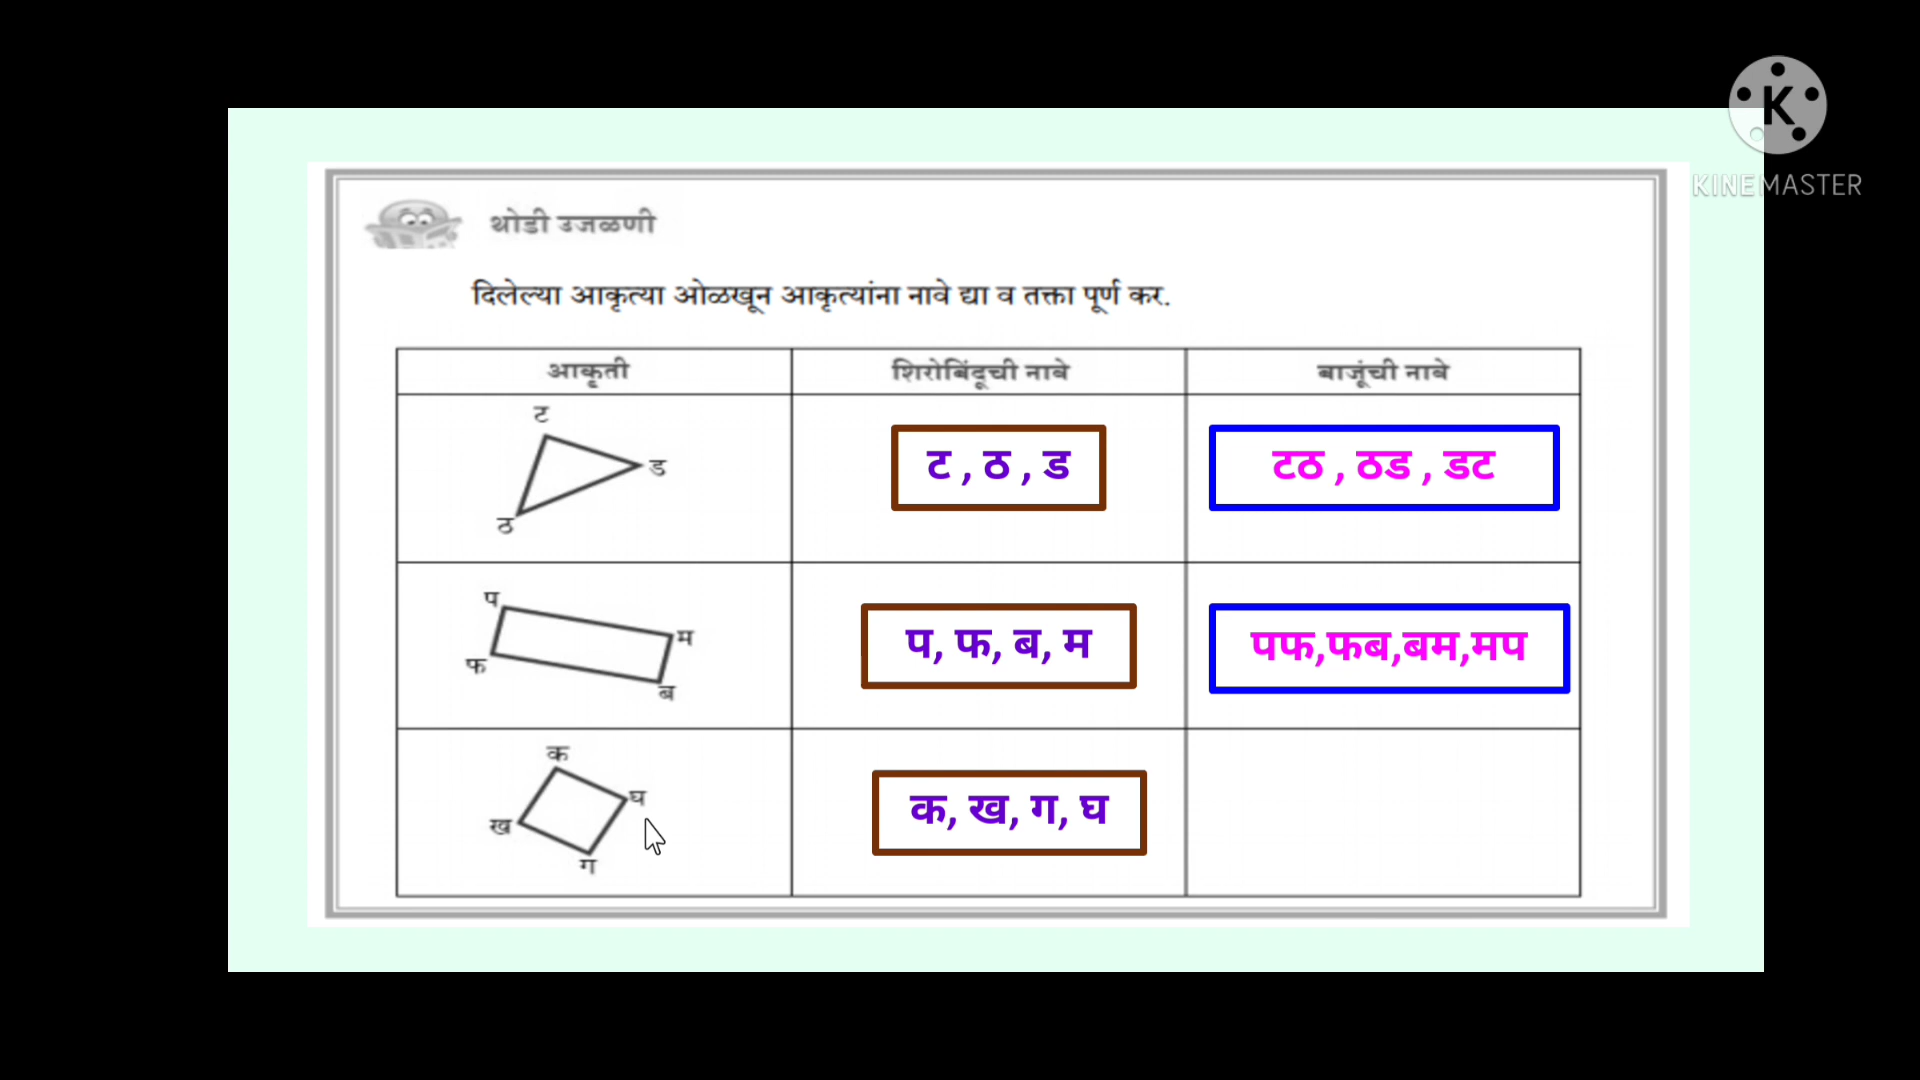 K
KINEMASTER
थोडी उजळणी
दिलेल्या आकृत्या ओळखून आकृत्यांना नावे द्या व तक्ता पूर्ण कर.
आकृती शिरोबिंदूची नावे बाजूंची नावे
ट
ड
ठ
ट , ठ , ड
टठ , ठड , डट
प
म
फ
ब
प, फ, ब, म
पफ,फब,बम,मप
क
घ
ख
ग
क, ख, ग, घ